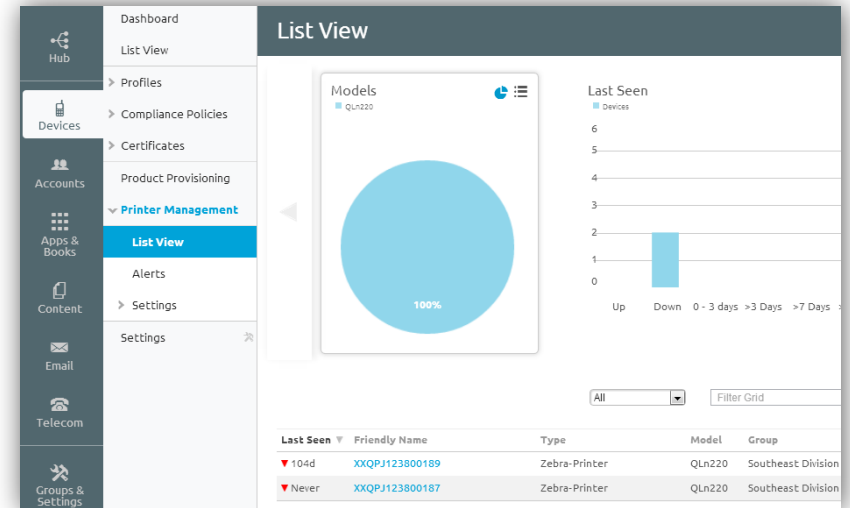 Hub
Devices
Accounts
Apps &
Books
Content
Email
Telecom
Groups &
Settings
Dashboard
List View
Profiles
Compliance Policies
Certificates
Product Provisioning
Printer Management
List View
Alerts
Settings
Settings
List View
Models
QLn220
100%
Last Seen
Devices
6
5
4
3
2
1
0
Up Down 0 - 3 days >3 Days >7 Days >
All Filter Grid
Last Seen Friendly Name Type Model Group
104d XXQPJ123800189 Zebra-Printer QLn220 Southeast Division
Never XXQPJ123800187 Zebra-Printer QLn220 Southeast Division